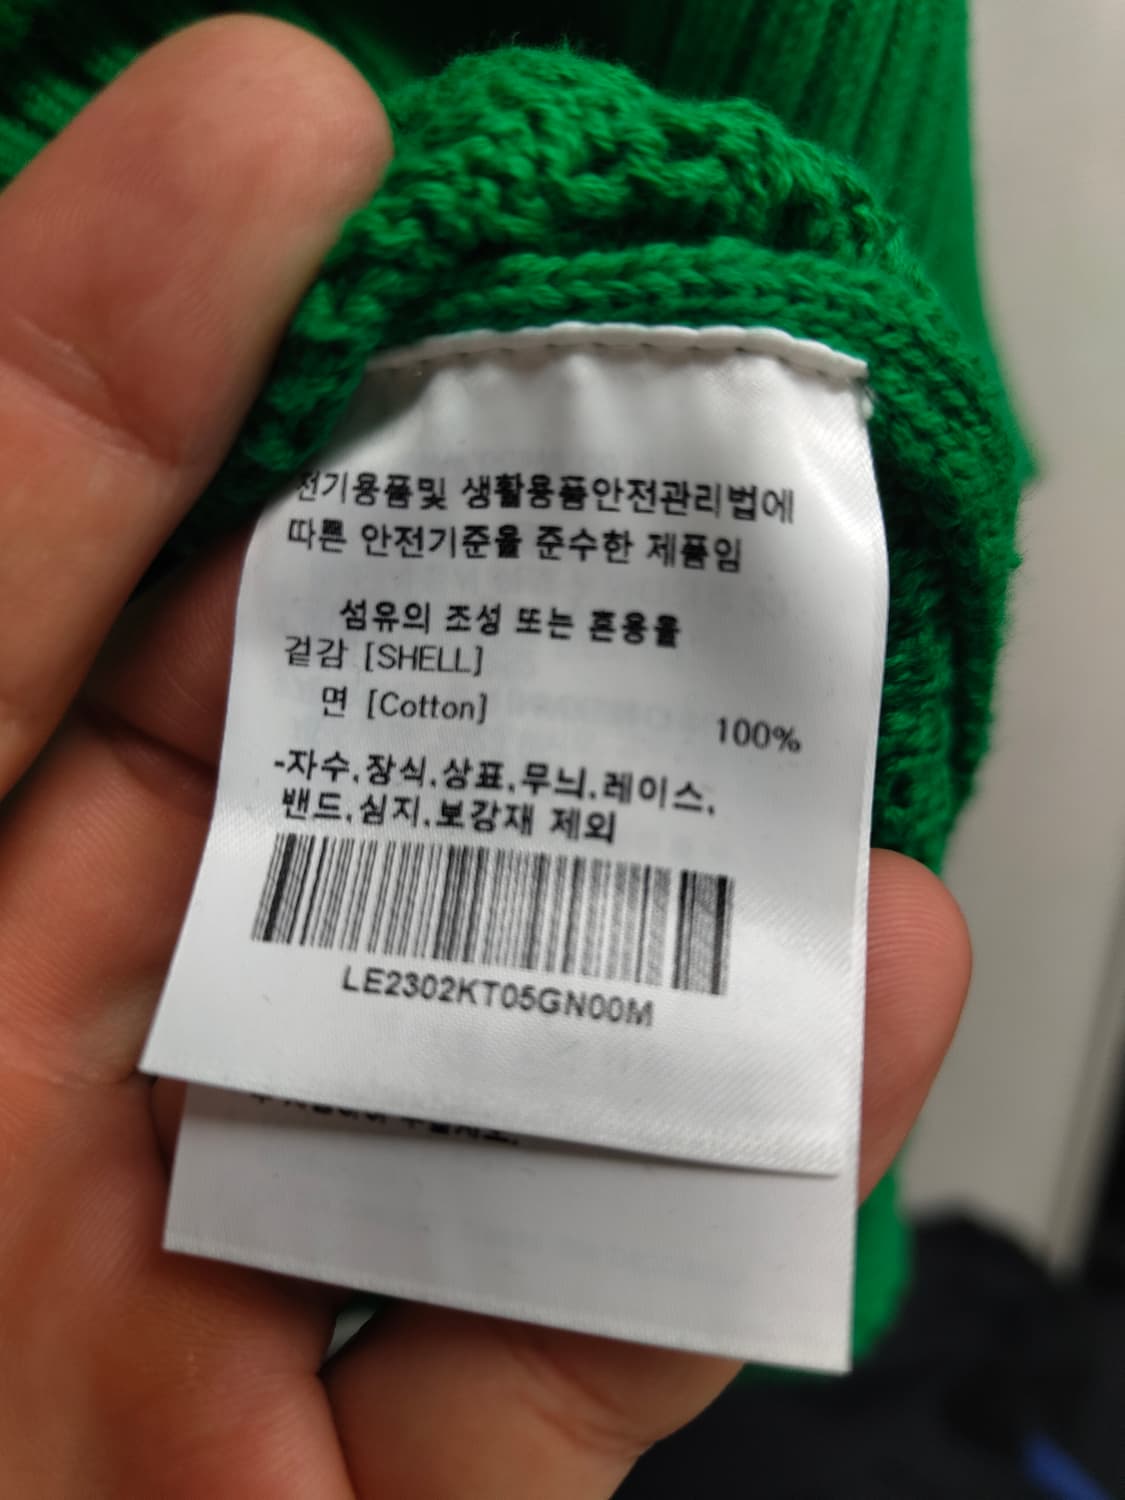 전기용품및 생활용품안전관리법에
따른 안전기준을 준수한 제품임
섬유의 조성 또는 혼용율
겉감 [SHELL]
면 [Cotton]
100%
-자수,장식,상표,무늬,레이스,
밴드,심지,보강재 제외
LE2302KT05GN00M